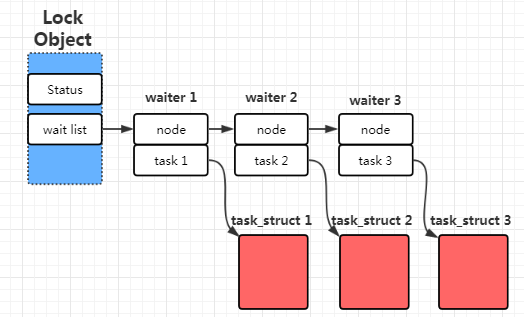 Lock
Object
Status
wait list
waiter 1
waiter 2
waiter 3
node
node
node
task 1
task 2
task 3
task_struct 1
task_struct 2
task_struct 3